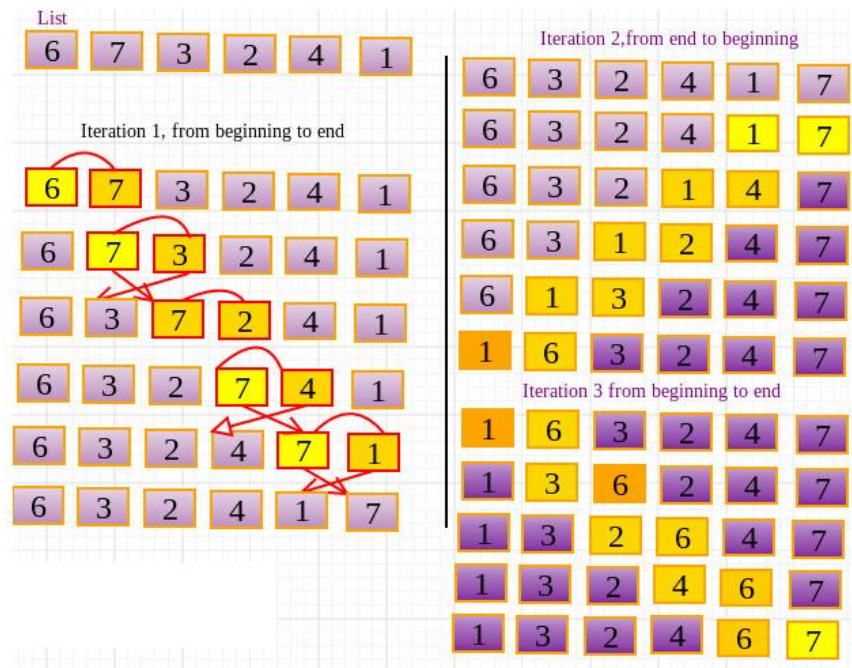 List
6 7 3 2 4 1
Iteration 1, from beginning to end
6 7 3 2 4 1
6 7 3 2 4 1
6 3 7 2 4 1
6 3 2 7 4 1
6 3 2 4 7 1
6 3 2 4 1 7
Iteration 2,from end to beginning
6 3 2 4 1 7
6 3 2 4 1 7
6 3 2 1 4 7
6 3 1 2 4 7
6 1 3 2 4 7
1 6 3 2 4 7
Iteration 3 from beginning to end
1 6 3 2 4 7
1 3 6 2 4 7
1 3 2 6 4 7
1 3 2 4 6 7
1 3 2 4 6 7